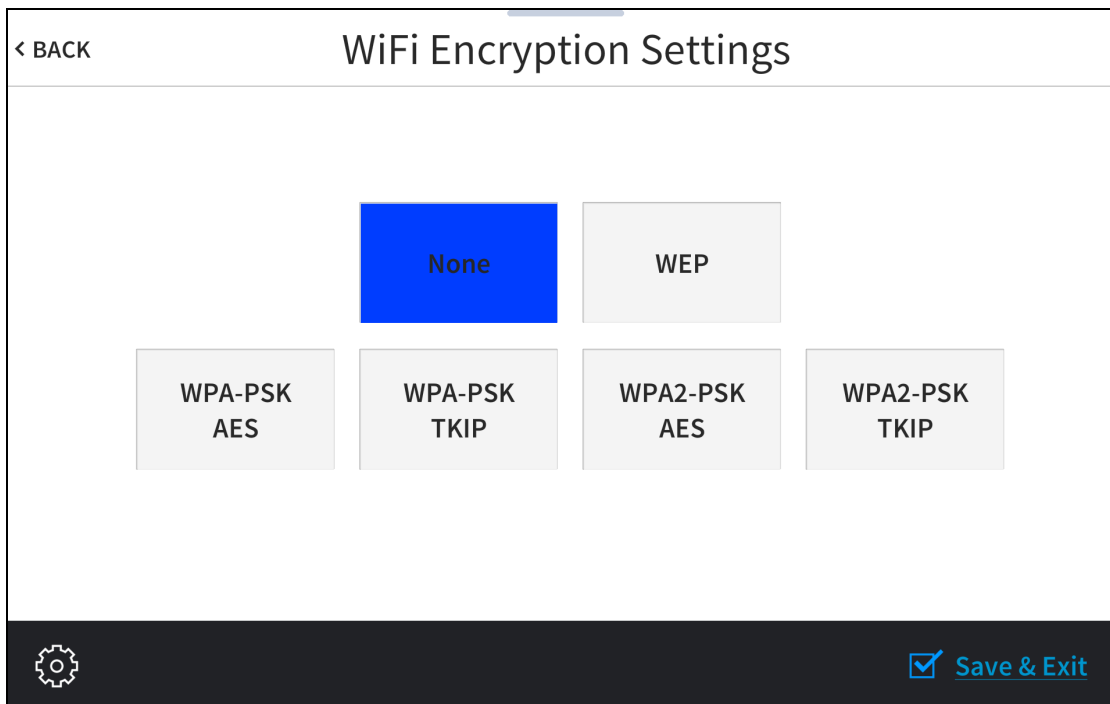 < BACK
WiFi Encryption Settings
None
WEP
WPA-PSK
AES
WPA-PSK
TKIP
WPA2-PSK
AES
WPA2-PSK
TKIP
Save & Exit